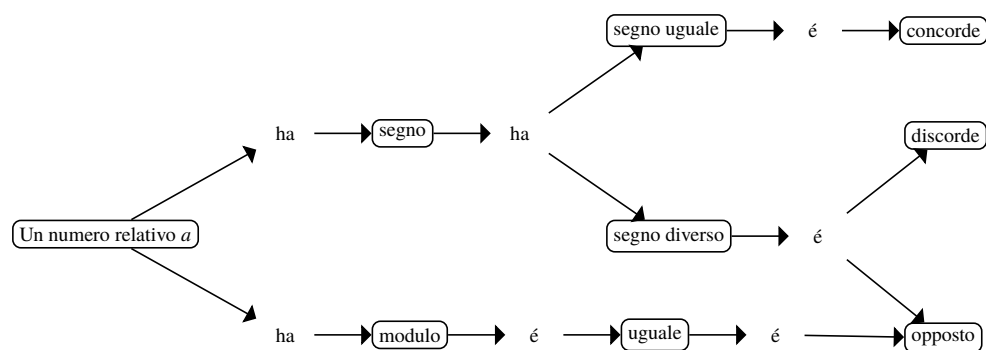 segno uguale é concorde
ha segno ha discorde
Un numero relativo a segno diverso é
ha modulo é uguale é opposto